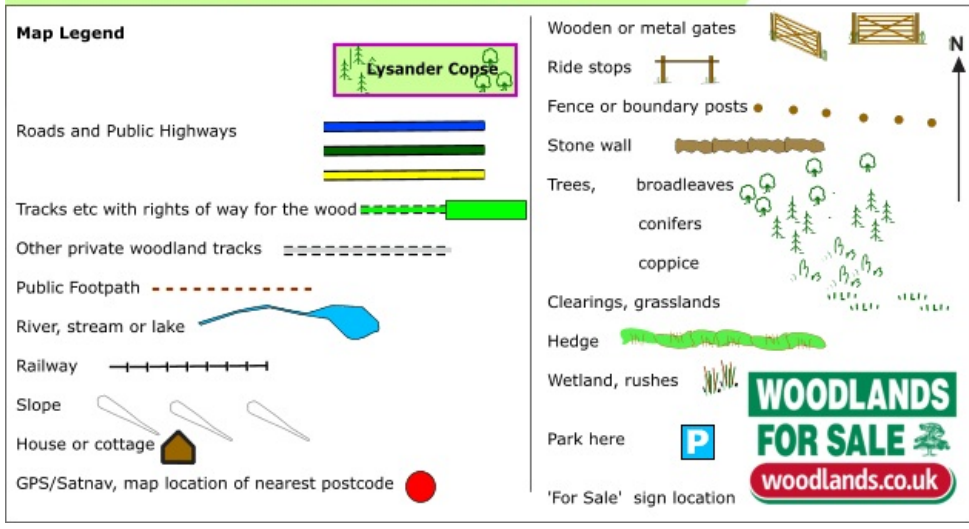 Map Legend
Lysander Copse
Roads and Public Highways
Tracks etc with rights of way for the wood
Other private woodland tracks
Public Footpath
River, stream or lake
Railway
Slope
House or cottage
GPS/Satnav, map location of nearest postcode
Wooden or metal gates
N
Ride stops
Fence or boundary posts
Stone wall
Trees, broadleaves
conifers
coppice
Clearings, grasslands
Hedge
Wetland, rushes
Park here P
'For Sale' sign location
WOODLANDS
FOR SALE
woodlands.co.uk